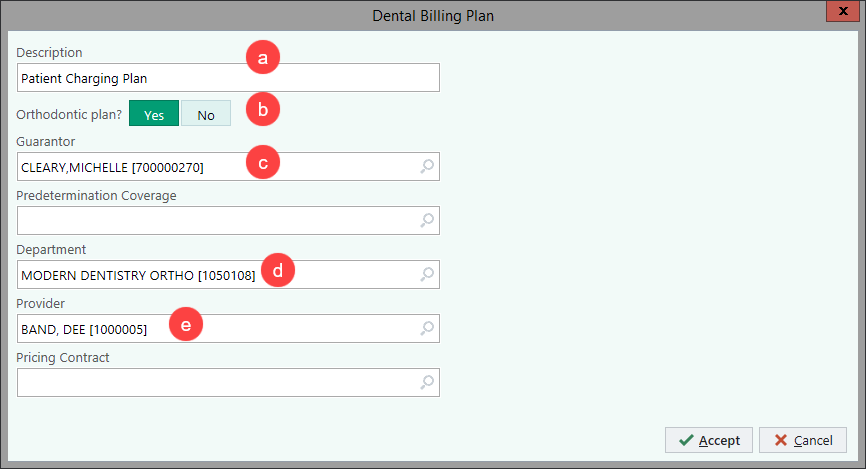 Dental Billing Plan
x
Description
a
Patient Charging Plan
Orthodontic plan? Yes No
b
Guarantor
c
CLEARY,MICHELLE [700000270]
Predetermination Coverage
Department
MODERN DENTISTRY ORTHO [1050108]
d
Provider
BAND, DEE [1000005]
e
Pricing Contract
Accept Cancel